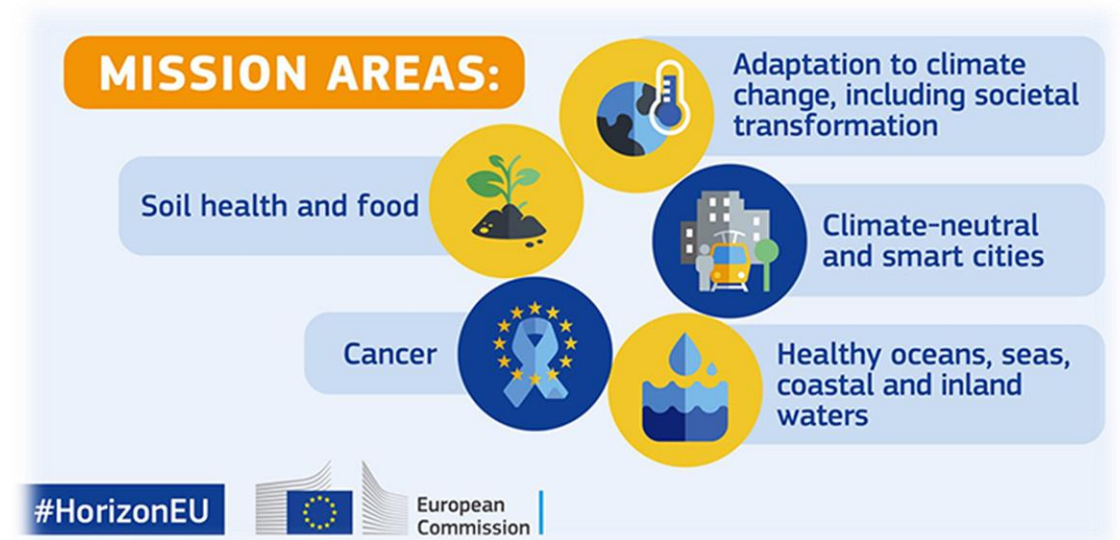 MISSION AREAS:
Adaptation to climate
change, including societal
transformation
Soil health and food
Climate-neutral
and smart cities
Cancer
Healthy oceans, seas,
coastal and inland
waters
#HorizonEU
European
Commission